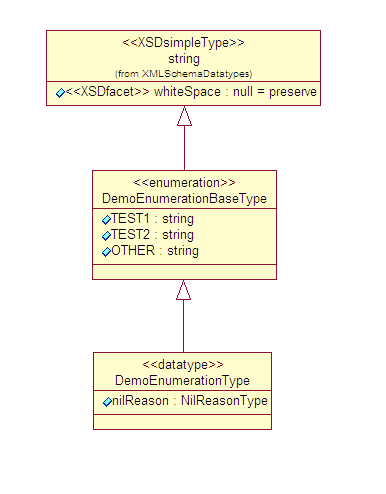 <<XSDsimpleType>>
string
(from XMLSchemaDatatypes)
<<XSDfacet>> whiteSpace : null = preserve
<<enumeration>>
DemoEnumerationBaseType
TEST1 : string
TEST2 : string
OTHER : string
<<datatype>>
DemoEnumerationType
nilReason : NilReasonType